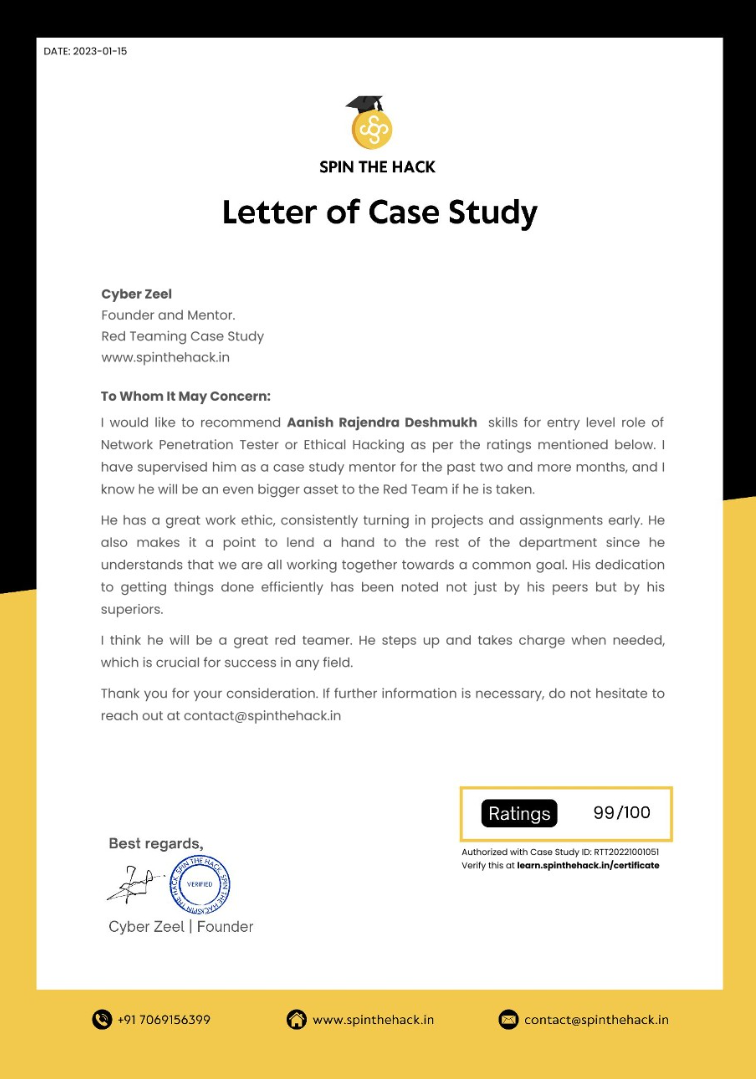 DATE: 2023-01-15
SPIN THE HACK
Letter of Case Study
Cyber Zeel
Founder and Mentor.
Red Teaming Case Study
www.spinthehack.in
To Whom It May Concern:
I would like to recommend Aanish Rajendra Deshmukh skills for entry level role of
Network Penetration Tester or Ethical Hacking as per the ratings mentioned below. I
have supervised him as a case study mentor for the past two and more months, and I
know he will be an even bigger asset to the Red Team if he is taken.
He has a great work ethic, consistently turning in projects and assignments early. He
also makes it a point to lend a hand to the rest of the department since he
understands that we are all working together towards a common goal. His dedication
to getting things done efficiently has been noted not just by his peers but by his
superiors.
I think he will be a great red teamer. He steps up and takes charge when needed,
which is crucial for success in any field.
Thank you for your consideration. If further information is necessary, do not hesitate to
reach out at contact@spinthehack.in
Ratings 99/100
Authorized with Case Study ID: RTT20221001051
Verify this at learn.spinthehack.in/certificate
Best regards,
SPIN THE HACK. SPIN THE HACK
VERIFIED
Cyber Zeel | Founder
+91 7069156399 www.spinthehack.in contact@spinthehack.in